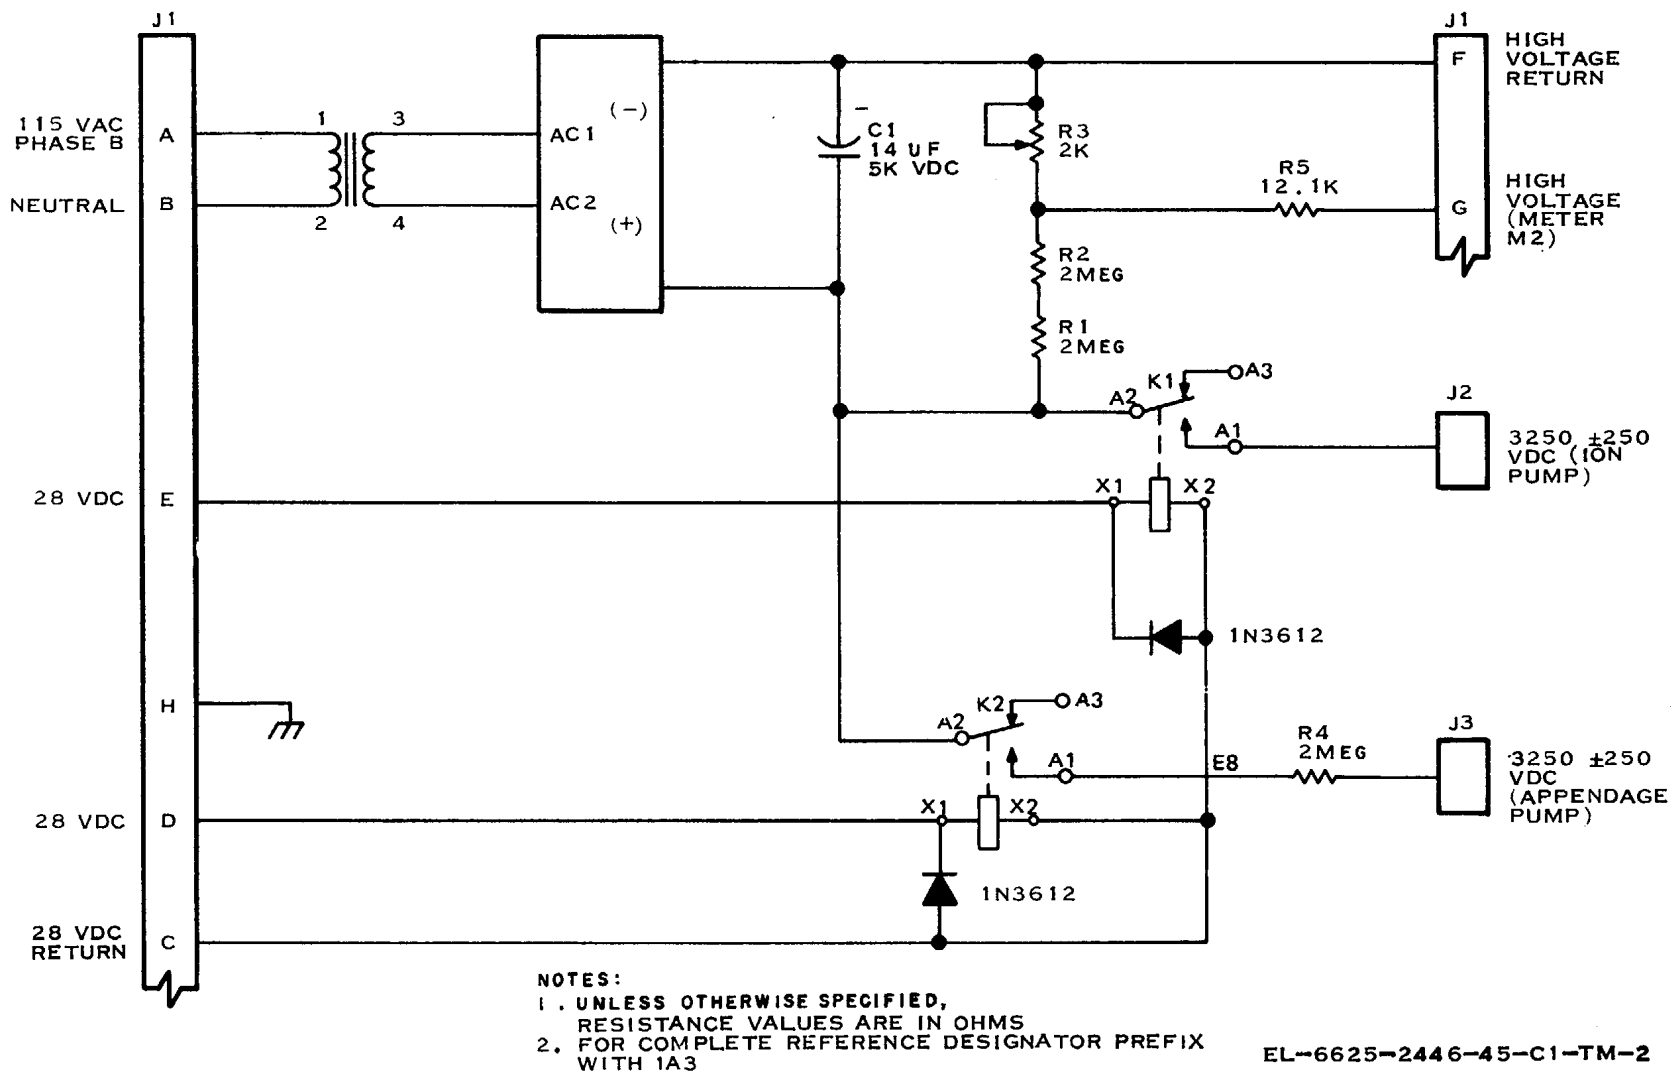 J1
J1
HIGH
VOLTAGE
RETURN
F
(-)
115 VAC
PHASE B
A
1
3
AC1
-
C1
14 UF
5K VDC
R3
2K
R5
12.1K
HIGH
VOLTAGE
(METER
M2)
G
NEUTRAL
B
2
4
AC2
(+)
R2
2MEG
R1
2MEG
K1
A3
A2
A1
J2
3250 ±250
VDC (ION
PUMP)
28 VDC
E
X1
X2
1N3612
H
K2
A3
A2
A1
E8
R4
2MEG
J3
3250 ±250
VDC
(APPENDAGE
PUMP)
28 VDC
D
X1
X2
1N3612
28 VDC
RETURN
C
NOTES:
1. UNLESS OTHERWISE SPECIFIED,
RESISTANCE VALUES ARE IN OHMS
2. FOR COMPLETE REFERENCE DESIGNATOR PREFIX
WITH 1A3
EL-6625-2446-45-C1-TM-2